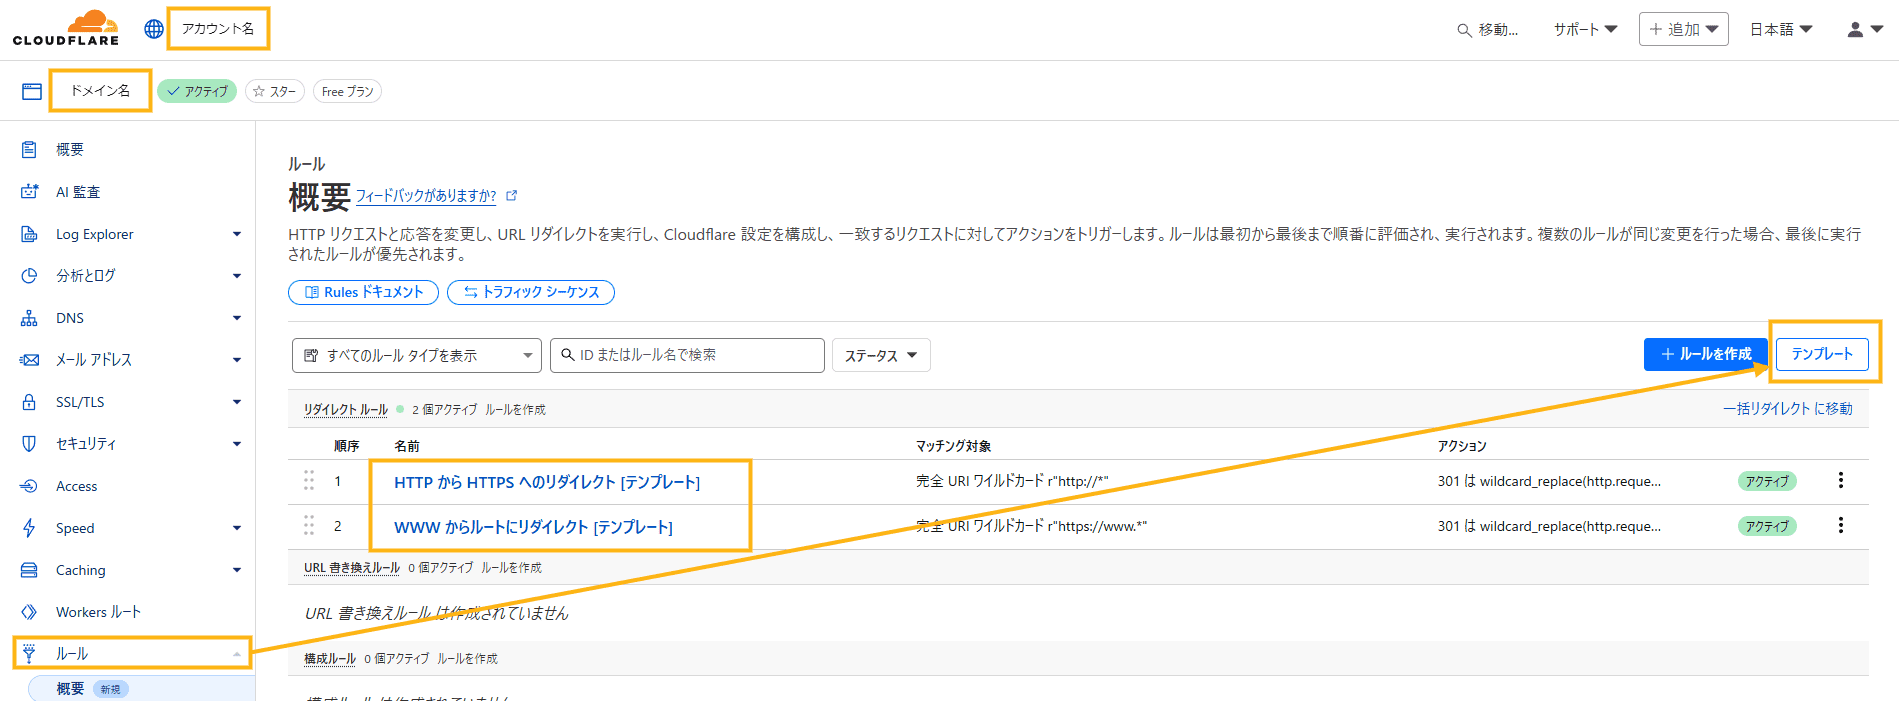 CLOUDFLARE
アカウント名
移動...
サポート
+ 追加
日本語
ドメイン名
アクティブ
スター
Free プラン
概要
AI 監査
Log Explorer
分析とログ
DNS
メール アドレス
SSL/TLS
セキュリティ
Access
Speed
Caching
Workers ルート
ルール
概要 新規
ルール
概要 フィードバックがありますか?
HTTP リクエストと応答を変更し、URL リダイレクトを実行し、Cloudflare 設定を構成し、一致するリクエストに対してアクションをトリガーします。ルールは最初から最後まで順番に評価され、実行されます。複数のルールが同じ変更を行った場合、最後に実行
されたルールが優先されます。
Rules ドキュメント
トラフィック シーケンス
すべてのルール タイプを表示
ID またはルール名で検索
ステータス
+ ルールを作成
テンプレート
リダイレクト ルール 2 個アクティブ ルールを作成
一括リダイレクト に移動
順序 名前 マッチング対象 アクション
1 HTTP から HTTPS へのリダイレクト [テンプレート] 完全 URI ワイルドカード r"http://*" 301 は wildcard_replace(http.reque... アクティブ
2 WWW からルートにリダイレクト [テンプレート] 完全 URI ワイルドカード r"https://www.*" 301 は wildcard_replace(http.reque... アクティブ
URL 書き換えルール 0 個アクティブ ルールを作成
URL 書き換えルール は作成されていません
構成ルール 0 個アクティブ ルールを作成
構成ルール は作成されていません